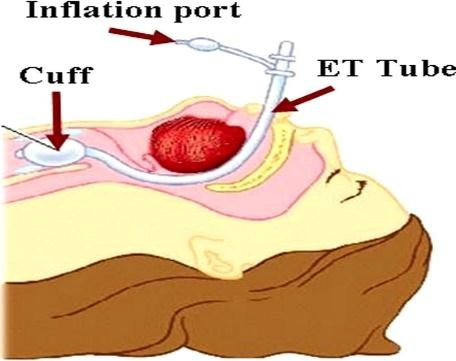 Inflation port
Cuff
ET Tube